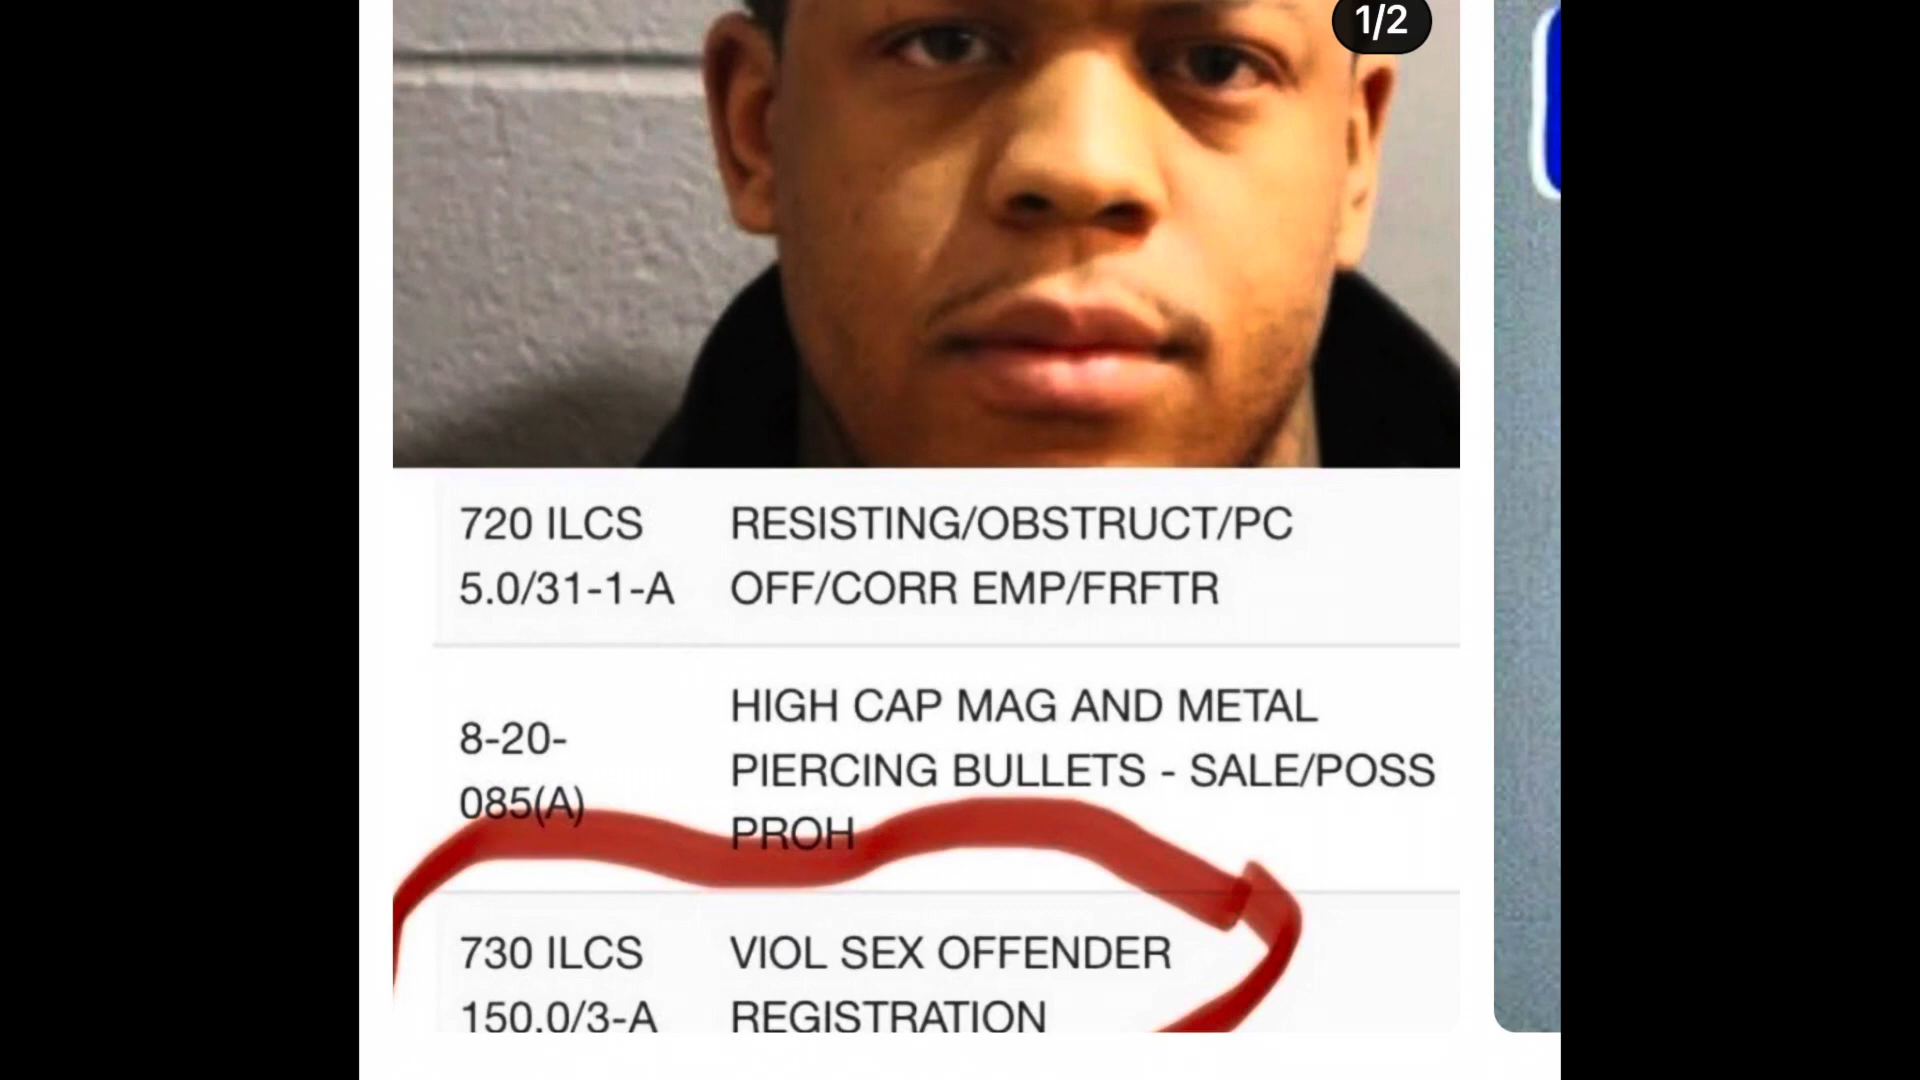 1/2
720 ILCS RESISTING/OBSTRUCT/PC
5.0/31-1-A OFF/CORR EMP/FRFTR
HIGH CAP MAG AND METAL
8-20- PIERCING BULLETS - SALE/POSS
085(A) PROH
730 ILCS VIOL SEX OFFENDER
150.0/3-A REGISTRATION